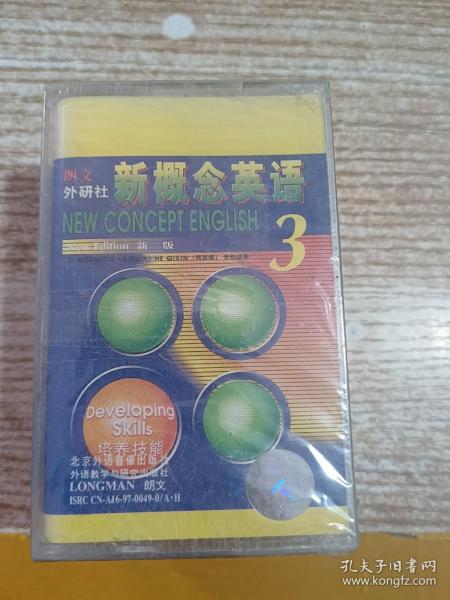 朗文
外研社
新概念英语
NEW CONCEPT ENGLISH
New Edition 新 版
HE QIXIN
3
Developing
Skills
培养技能
北京外语音像出版社
外语教学与研究出版社
LONGMAN 朗文
ISRC CN-A16-97-0049-0/A·H
孔夫子旧书网
www.kongfz.com